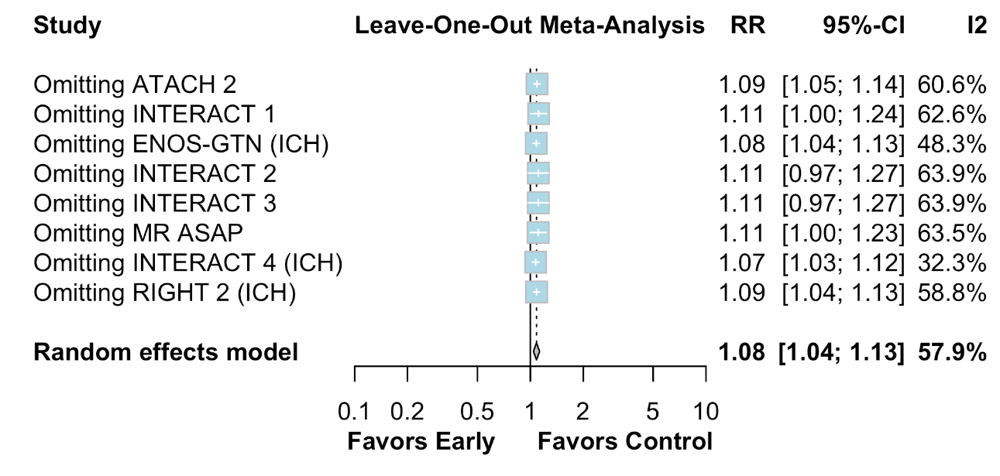 Study Leave-One-Out Meta-Analysis RR 95%-CI I2
Omitting ATACH 2 1.09 [1.05; 1.14] 60.6%
Omitting INTERACT 1 1.11 [1.00; 1.24] 62.6%
Omitting ENOS-GTN (ICH) 1.08 [1.04; 1.13] 48.3%
Omitting INTERACT 2 1.11 [0.97; 1.27] 63.9%
Omitting INTERACT 3 1.11 [0.97; 1.27] 63.9%
Omitting MR ASAP 1.11 [1.00; 1.23] 63.5%
Omitting INTERACT 4 (ICH) 1.07 [1.03; 1.12] 32.3%
Omitting RIGHT 2 (ICH) 1.09 [1.04; 1.13] 58.8%
Random effects model 1.08 [1.04; 1.13] 57.9%
0.1 0.2 0.5 1 2 5 10
Favors Early Favors Control